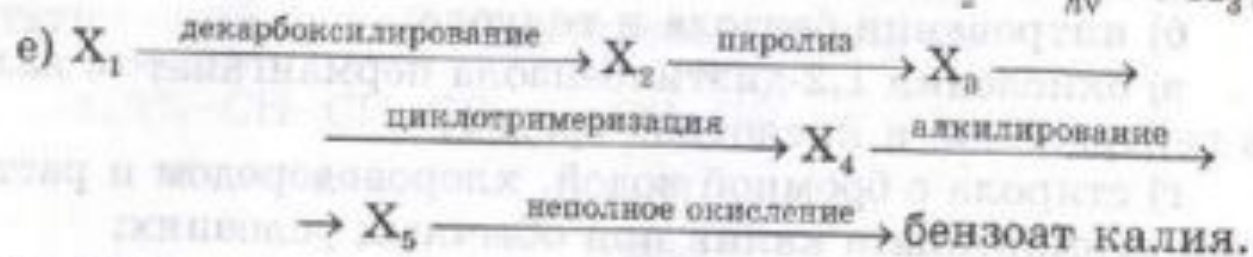 е) X₁ декарбоксилирование → X₂ пиролиз → X₃ →
циклотримеризация → X₄ алкилирование →
→ X₅ неполное окисление → бензоат калия.